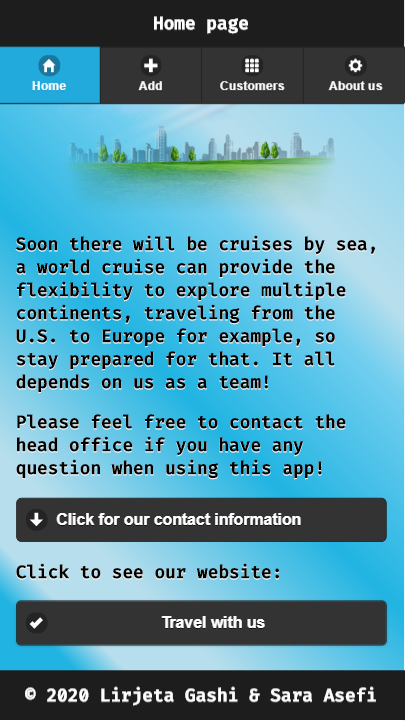 Home page
Home
Add
Customers
About us
Soon there will be cruises by sea,
a world cruise can provide the
flexibility to explore multiple
continents, traveling from the
U.S. to Europe for example, so
stay prepared for that. It all
depends on us as a team!
Please feel free to contact the
head office if you have any
question when using this app!
Click for our contact information
Click to see our website:
Travel with us
© 2020 Lirjeta Gashi & Sara Asefi